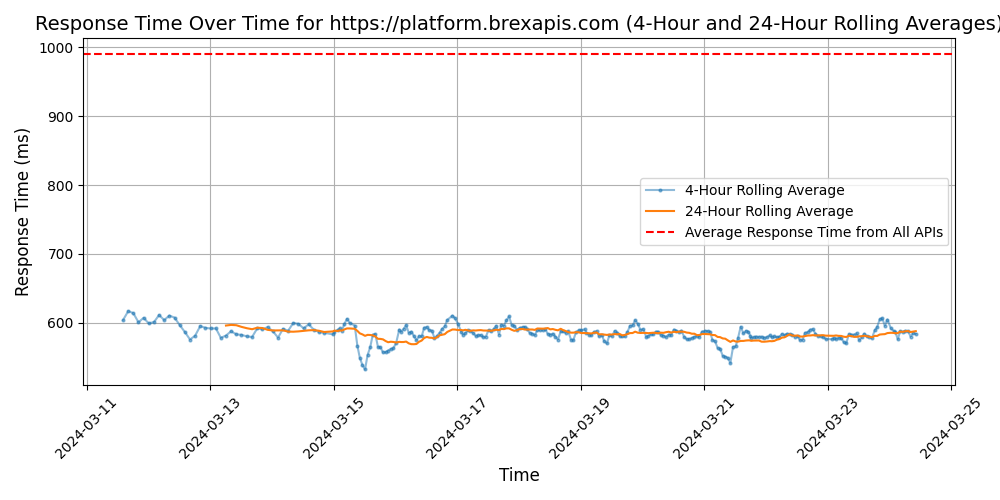 Response Time Over Time for https://platform.brexapis.com (4-Hour and 24-Hour Rolling Averages)
Response Time (ms)
1000
900
800
700
600
4-Hour Rolling Average
24-Hour Rolling Average
Average Response Time from All APIs
2024-03-11
2024-03-13
2024-03-15
2024-03-17
2024-03-19
2024-03-21
2024-03-23
2024-03-25
Time